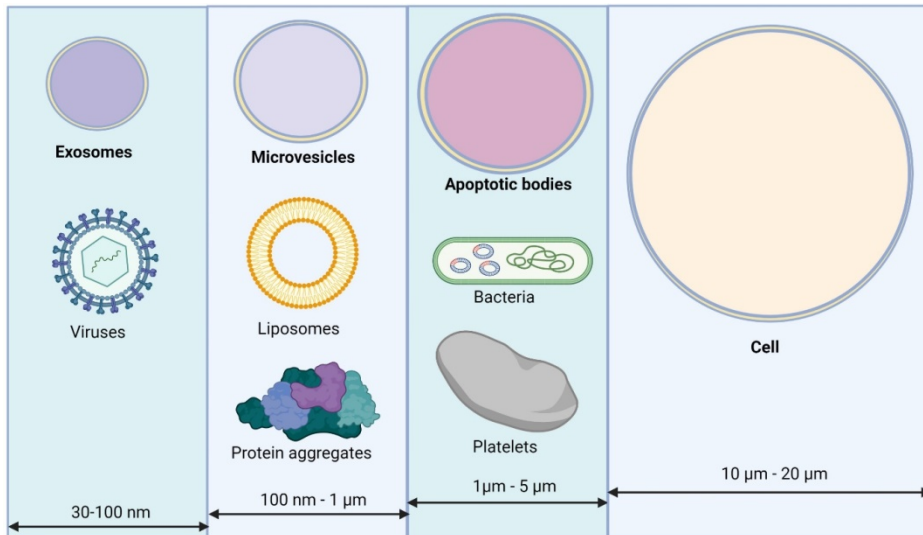 Exosomes
Viruses
30-100 nm
Microvesicles
Liposomes
Protein aggregates
100 nm - 1 µm
Apoptotic bodies
Bacteria
Platelets
1µm - 5 µm
Cell
10 µm - 20 µm